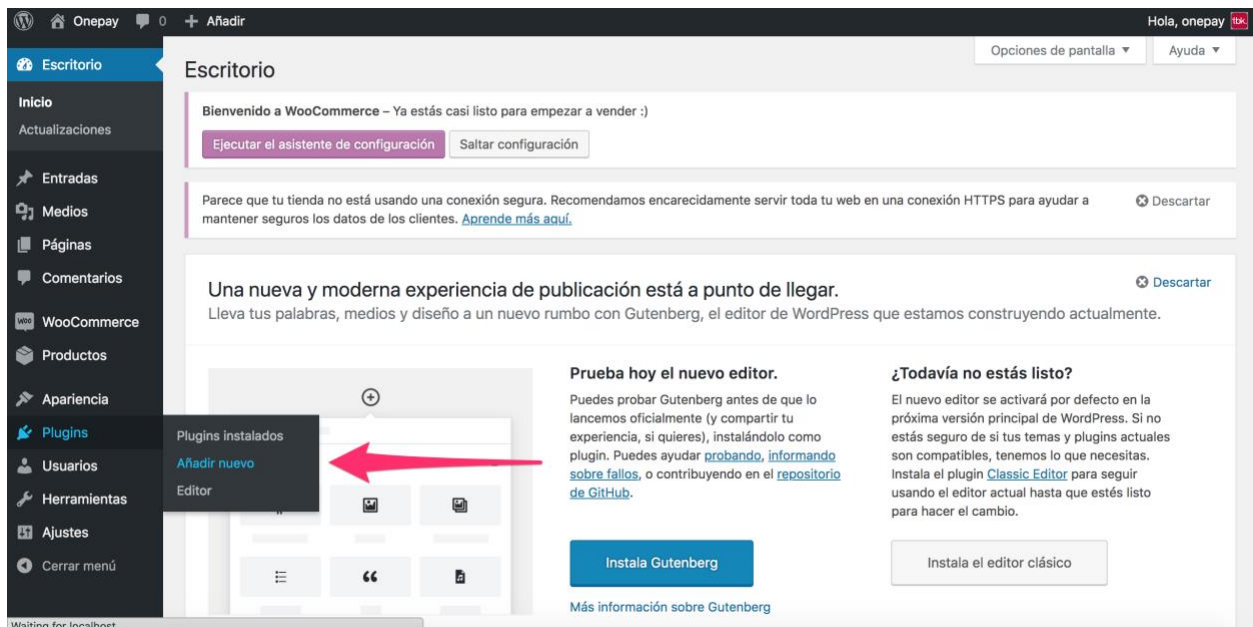 Onepay 0 + Añadir Hola, onepay tbk.
Opciones de pantalla ▼ Ayuda ▼
Escritorio
Inicio
Actualizaciones
Entradas
Medios
Páginas
Comentarios
Woo WooCommerce
Productos
Apariencia
Plugins
Usuarios
Herramientas
Ajustes
Cerrar menú
Plugins instalados
Añadir nuevo
Editor
Escritorio
Bienvenido a WooCommerce – Ya estás casi listo para empezar a vender :)
Ejecutar el asistente de configuración Saltar configuración
Parece que tu tienda no está usando una conexión segura. Recomendamos encarecidamente servir toda tu web en una conexión HTTPS para ayudar a
mantener seguros los datos de los clientes. Aprende más aquí.
Descartar
Una nueva y moderna experiencia de publicación está a punto de llegar.
Descartar
Lleva tus palabras, medios y diseño a un nuevo rumbo con Gutenberg, el editor de WordPress que estamos construyendo actualmente.
Prueba hoy el nuevo editor.
Puedes probar Gutenberg antes de que lo
lancemos oficialmente (y compartir tu
experiencia, si quieres), instalándolo como
plugin. Puedes ayudar probando, informando
sobre fallos, o contribuyendo en el repositorio
de GitHub.
Instala Gutenberg
Más información sobre Gutenberg
¿Todavía no estás listo?
El nuevo editor se activará por defecto en la
próxima versión principal de WordPress. Si no
estás seguro de si tus temas y plugins actuales
son compatibles, tenemos lo que necesitas.
Instala el plugin Classic Editor para seguir
usando el editor actual hasta que estés listo
para hacer el cambio.
Instala el editor clásico
Waiting for localhost